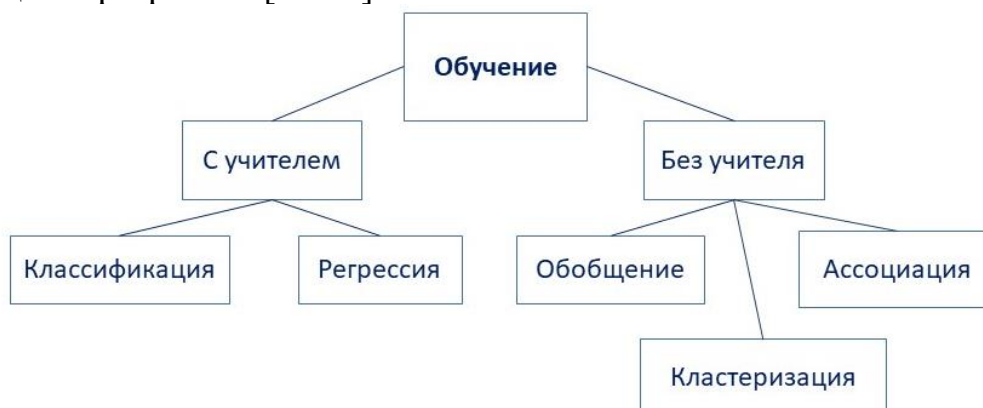 Обучение
С учителем
Без учителя
Классификация
Регрессия
Обобщение
Ассоциация
Кластеризация